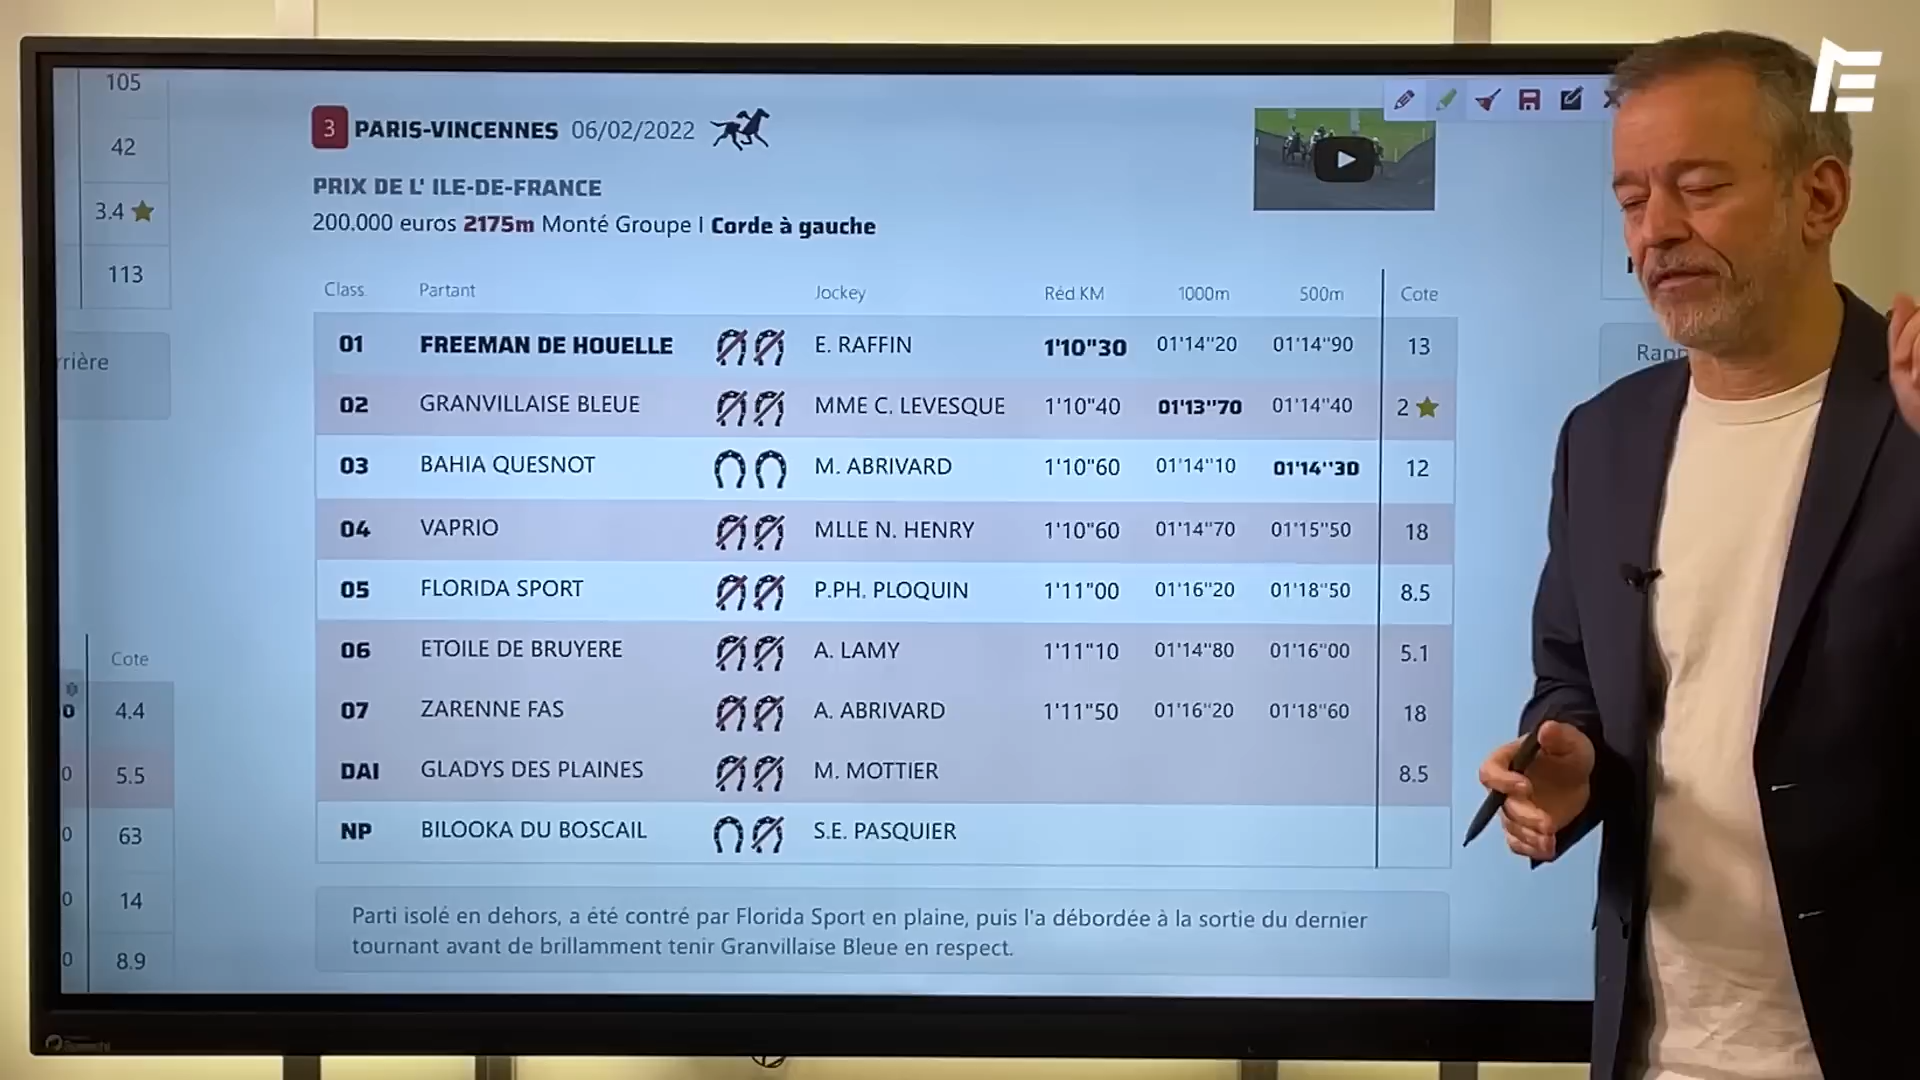 105
42
3.4
113
rrière
Cote
0 4.4
0 5.5
0 63
0 14
0 8.9
3 PARIS-VINCENNES 06/02/2022
PRIX DE L' ILE-DE-FRANCE
200.000 euros 2175m Monté Groupe I Corde à gauche
Class. Partant Jockey Réd KM 1000m 500m Cote
01 FREEMAN DE HOUELLE E. RAFFIN 1'10"30 01'14"20 01'14"90 13
02 GRANVILLAISE BLEUE MME C. LEVESQUE 1'10"40 01'13"70 01'14"40 2
03 BAHIA QUESNOT M. ABRIVARD 1'10"60 01'14"10 01'14"30 12
04 VAPRIO MLLE N. HENRY 1'10"60 01'14"70 01'15"50 18
05 FLORIDA SPORT P.PH. PLOQUIN 1'11"00 01'16"20 01'18"50 8.5
06 ETOILE DE BRUYERE A. LAMY 1'11"10 01'14"80 01'16"00 5.1
07 ZARENNE FAS A. ABRIVARD 1'11"50 01'16"20 01'18"60 18
DAI GLADYS DES PLAINES M. MOTTIER 8.5
NP BILOOKA DU BOSCAIL S.E. PASQUIER
Parti isolé en dehors, a été contré par Florida Sport en plaine, puis l'a débordée à la sortie du dernier
tournant avant de brillamment tenir Granvillaise Bleue en respect.
Rapp